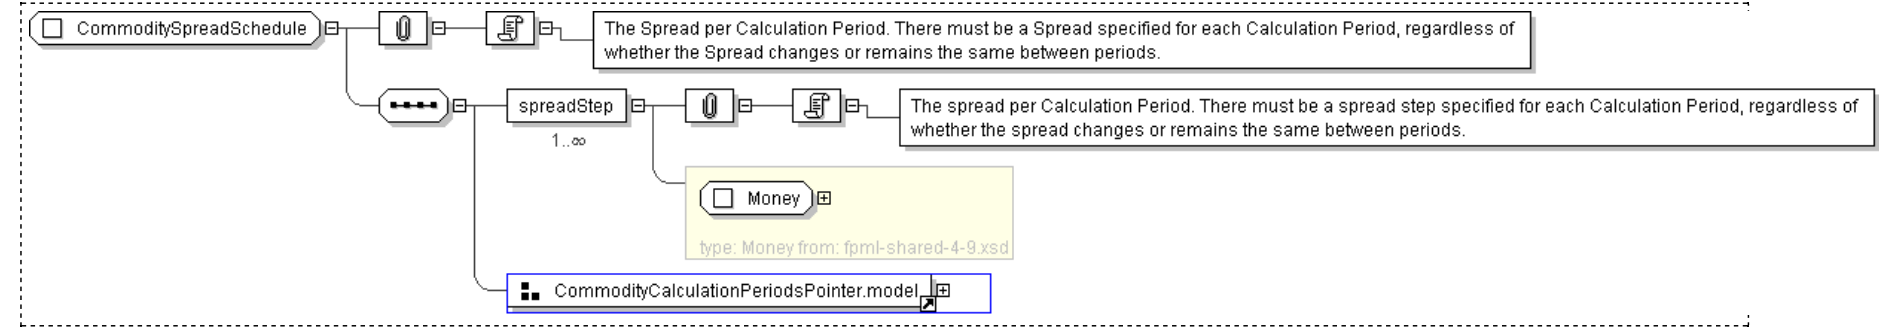 CommoditySpreadSchedule
The Spread per Calculation Period. There must be a Spread specified for each Calculation Period, regardless of
whether the Spread changes or remains the same between periods.
spreadStep
1..∞
The spread per Calculation Period. There must be a spread step specified for each Calculation Period, regardless of
whether the spread changes or remains the same between periods.
Money
type: Money from: fpml-shared-4-9.xsd
CommodityCalculationPeriodsPointer.model